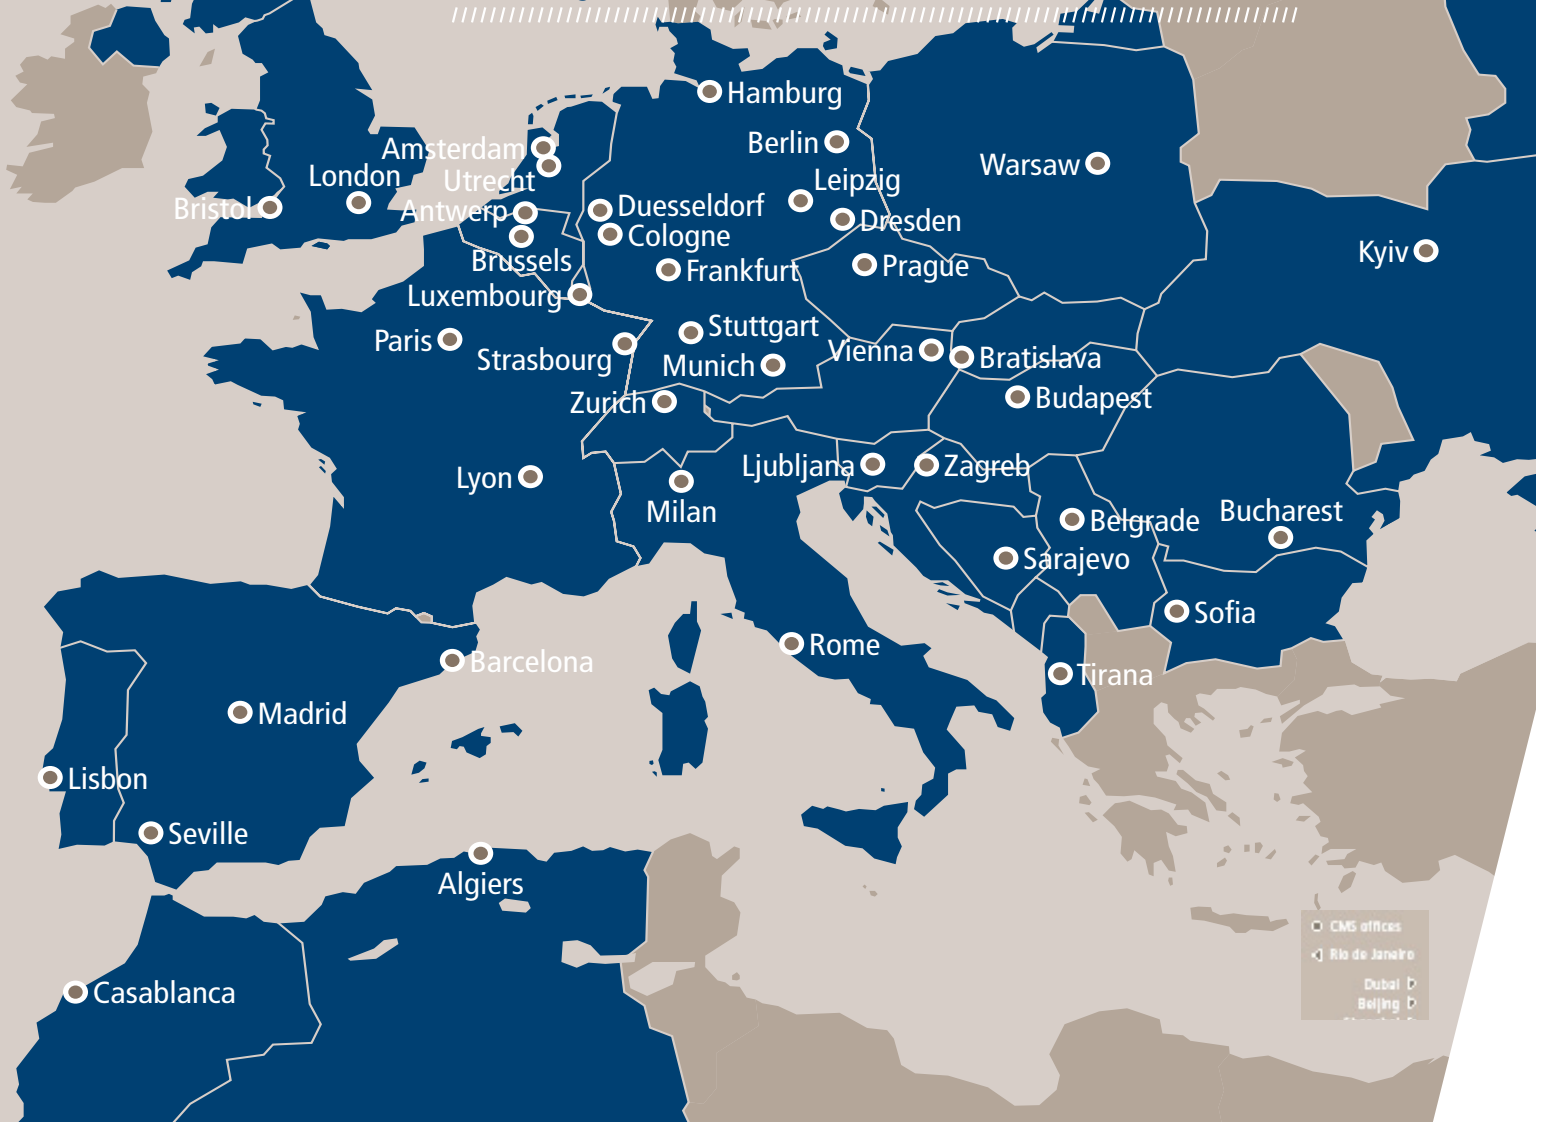 Hamburg
Berlin
Amsterdam
Warsaw
London
Utrecht
Leipzig
Bristol
Antwerp
Duesseldorf
Dresden
Cologne
Kyiv
Brussels
Frankfurt
Prague
Luxembourg
Paris
Stuttgart
Strasbourg
Vienna
Bratislava
Munich
Zurich
Budapest
Lyon
Ljubljana
Zagreb
Milan
Belgrade
Bucharest
Sarajevo
Sofia
Rome
Barcelona
Tirana
Madrid
Lisbon
Seville
Algiers
CMS offices
Rio de Janeiro
Casablanca
Dubai
Beijing